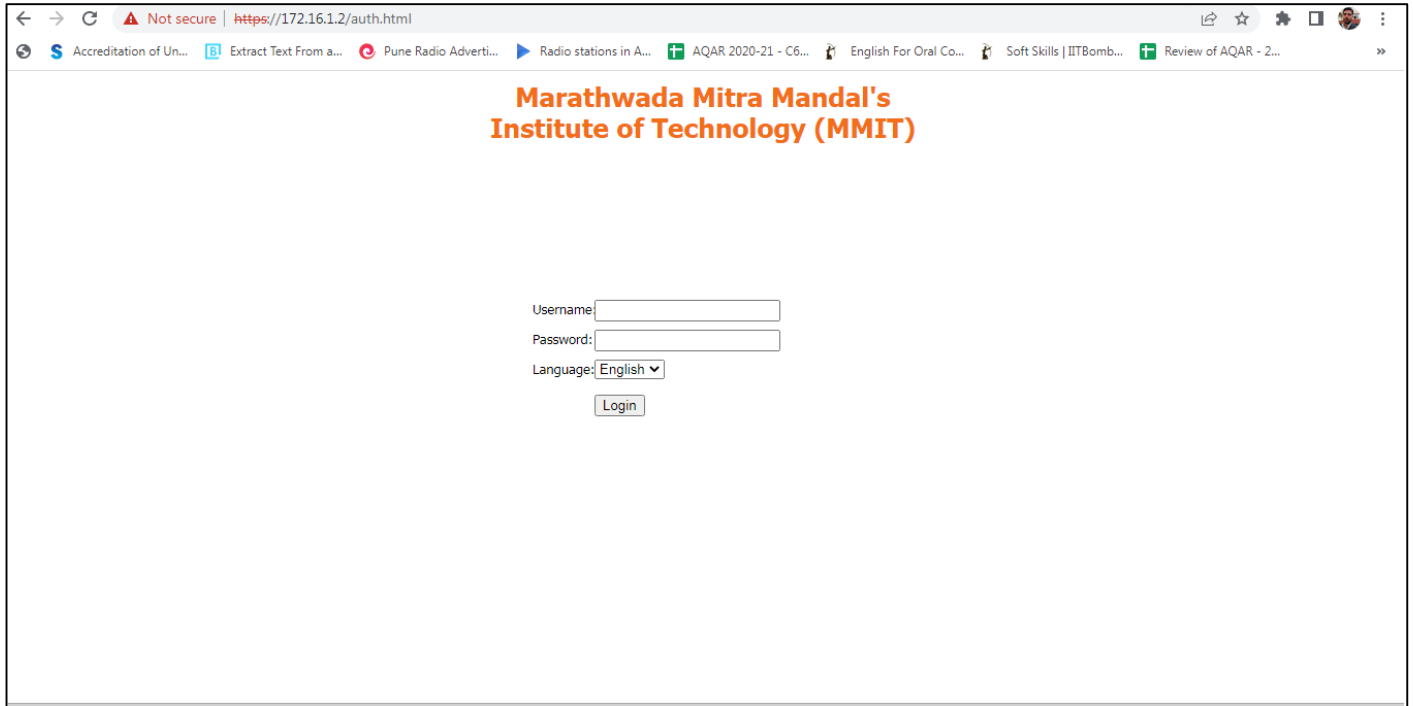 Not secure | https://172.16.1.2/auth.html
Accreditation of Un... Extract Text From a... Pune Radio Adverti... Radio stations in A... AQAR 2020-21 - C6... English For Oral Co... Soft Skills | IITBomb... Review of AQAR - 2... »
Marathwada Mitra Mandal's
Institute of Technology (MMIT)
Username:
Password:
Language: English
Login